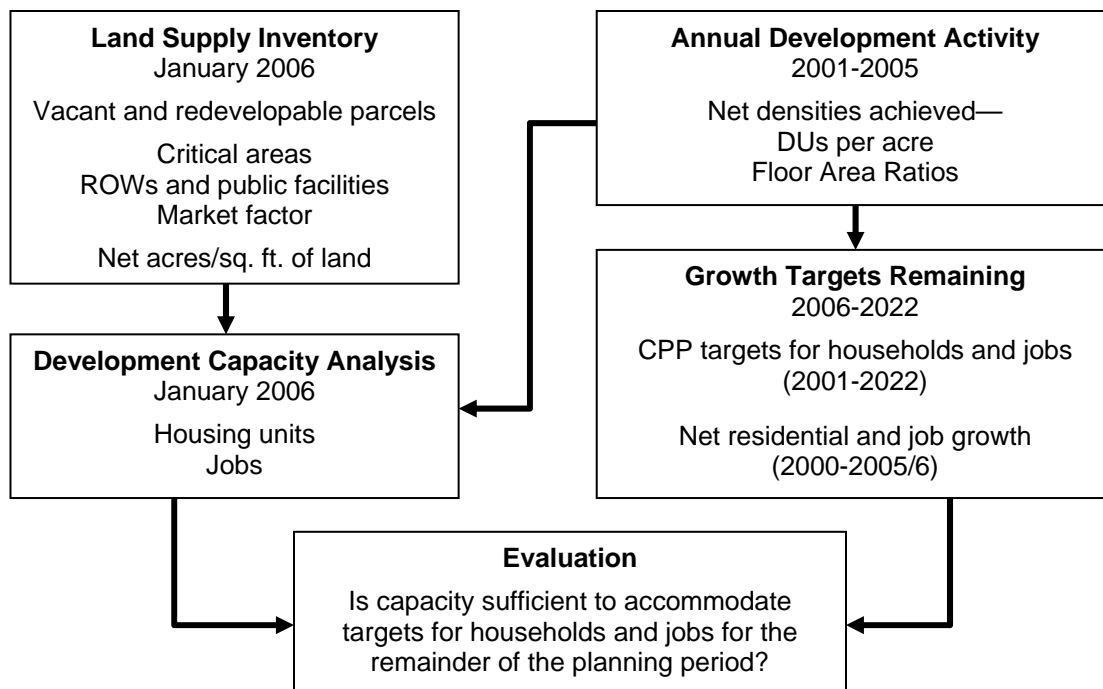 Land Supply Inventory
January 2006
Vacant and redevelopable parcels
Critical areas
ROWs and public facilities
Market factor
Net acres/sq. ft. of land
Annual Development Activity
2001-2005
Net densities achieved—
DUs per acre
Floor Area Ratios
Development Capacity Analysis
January 2006
Housing units
Jobs
Growth Targets Remaining
2006-2022
CPP targets for households and jobs
(2001-2022)
Net residential and job growth
(2000-2005/6)
Evaluation
Is capacity sufficient to accommodate
targets for households and jobs for the
remainder of the planning period?